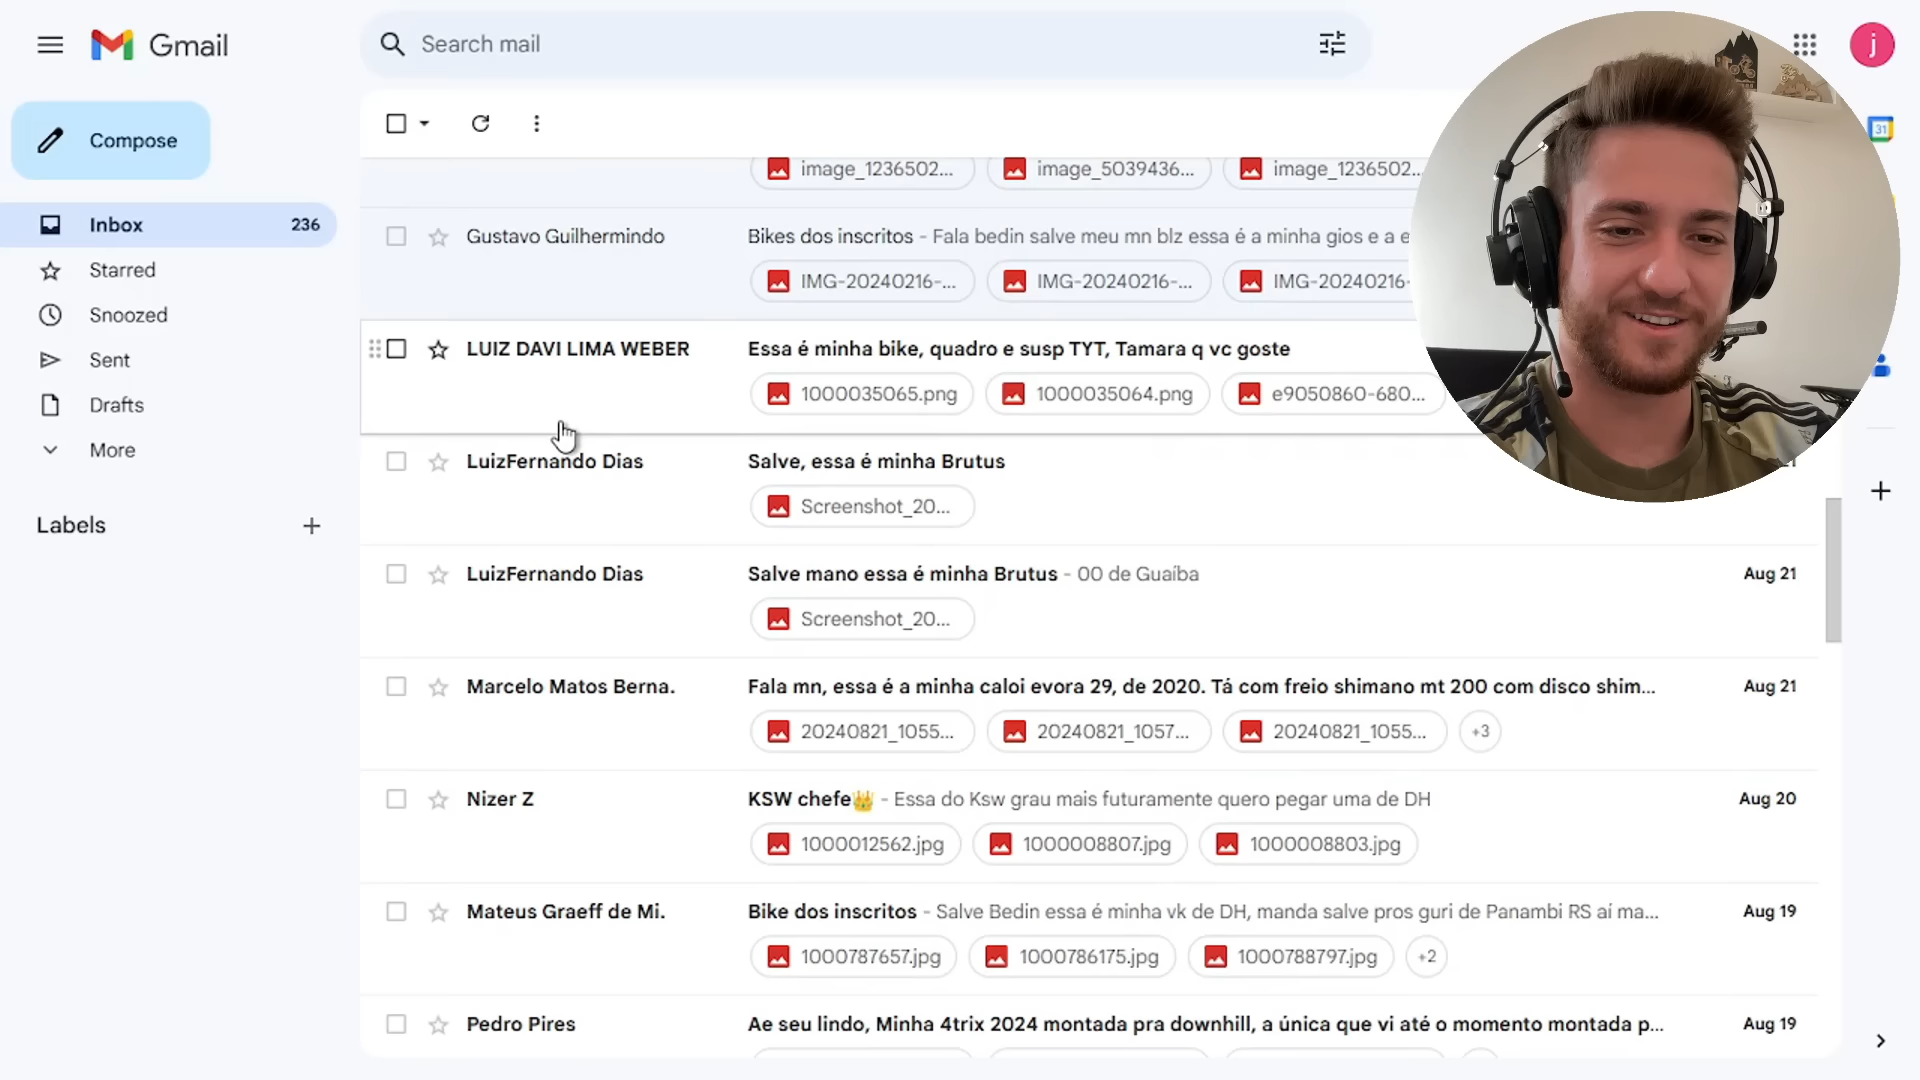 Gmail
Search mail
j
Compose
31
image_1236502...
image_5039436...
image_1236502...
Inbox
236
Gustavo Guilhermindo
Bikes dos inscritos - Fala bedin salve meu mn blz essa é a minha gios e a e
Starred
IMG-20240216-...
IMG-20240216-...
IMG-20240216-
Snoozed
LUIZ DAVI LIMA WEBER
Essa é minha bike, quadro e susp TYT, Tamara q vc goste
Sent
1000035065.png
1000035064.png
e9050860-680...
Drafts
More
LuizFernando Dias
Salve, essa é minha Brutus
Screenshot_20...
Labels
LuizFernando Dias
Salve mano essa é minha Brutus - 00 de Guaíba
Aug 21
Screenshot_20...
Marcelo Matos Berna.
Fala mn, essa é a minha caloi evora 29, de 2020. Tá com freio shimano mt 200 com disco shim...
Aug 21
20240821_1055...
20240821_1057...
20240821_1055...
+3
Nizer Z
KSW chefe👑 - Essa do Ksw grau mais futuramente quero pegar uma de DH
Aug 20
1000012562.jpg
1000008807.jpg
1000008803.jpg
Mateus Graeff de Mi.
Bike dos inscritos - Salve Bedin essa é minha vk de DH, manda salve pros guri de Panambi RS aí ma...
Aug 19
1000787657.jpg
1000786175.jpg
1000788797.jpg
+2
Pedro Pires
Ae seu lindo, Minha 4trix 2024 montada pra downhill, a única que vi até o momento montada p...
Aug 19